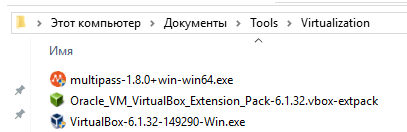 Этот компьютер > Документы > Tools > Virtualization
Имя
multipass-1.8.0+win-win64.exe
Oracle_VM_VirtualBox_Extension_Pack-6.1.32.vbox-extpack
VirtualBox-6.1.32-149290-Win.exe